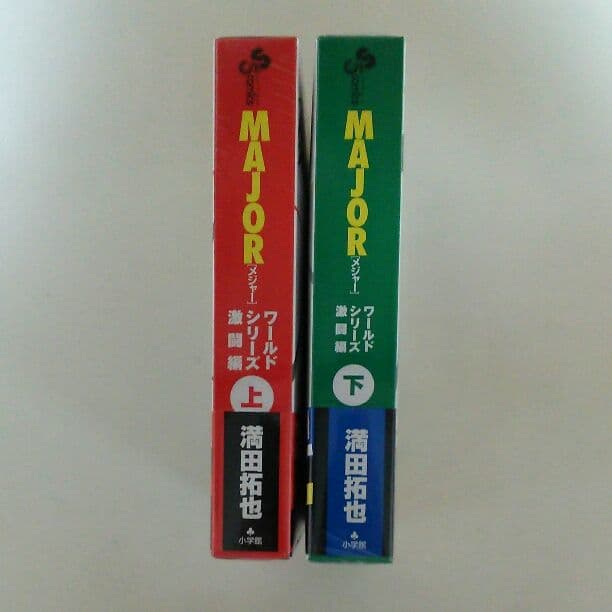 MAJOR
[メジャー]
ワールド
シリーズ
激闘編
上
満田拓也
小学館
MAJOR
[メジャー]
ワールド
シリーズ
激闘編
下
満田拓也
小学館